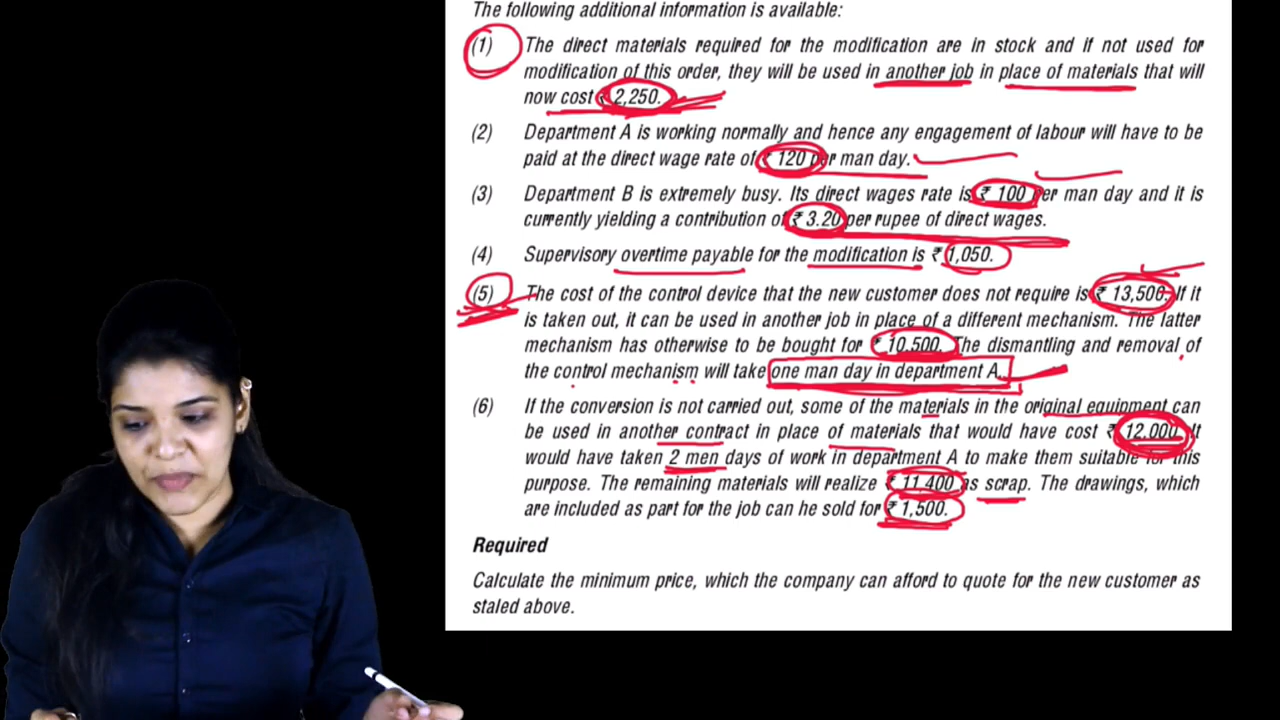 The following additional information is available:
(1) The direct materials required for the modification are in stock and if not used for
modification of this order, they will be used in another job in place of materials that will
now cost ₹ 2,250.
(2) Department A is working normally and hence any engagement of labour will have to be
paid at the direct wage rate of ₹ 120 per man day.
(3) Department B is extremely busy. Its direct wages rate is ₹ 100 per man day and it is
currently yielding a contribution of ₹ 3.20 per rupee of direct wages.
(4) Supervisory overtime payable for the modification is ₹ 1,050.
(5) The cost of the control device that the new customer does not require is ₹ 13,500. If it
is taken out, it can be used in another job in place of a different mechanism. The latter
mechanism has otherwise to be bought for ₹ 10,500. The dismantling and removal of
the control mechanism will take one man day in department A.
(6) If the conversion is not carried out, some of the materials in the original equipment can
be used in another contract in place of materials that would have cost ₹ 12,000. It
would have taken 2 men days of work in department A to make them suitable for this
purpose. The remaining materials will realize ₹ 11,400 as scrap. The drawings, which
are included as part for the job can he sold for ₹ 1,500.
Required
Calculate the minimum price, which the company can afford to quote for the new customer as
staled above.